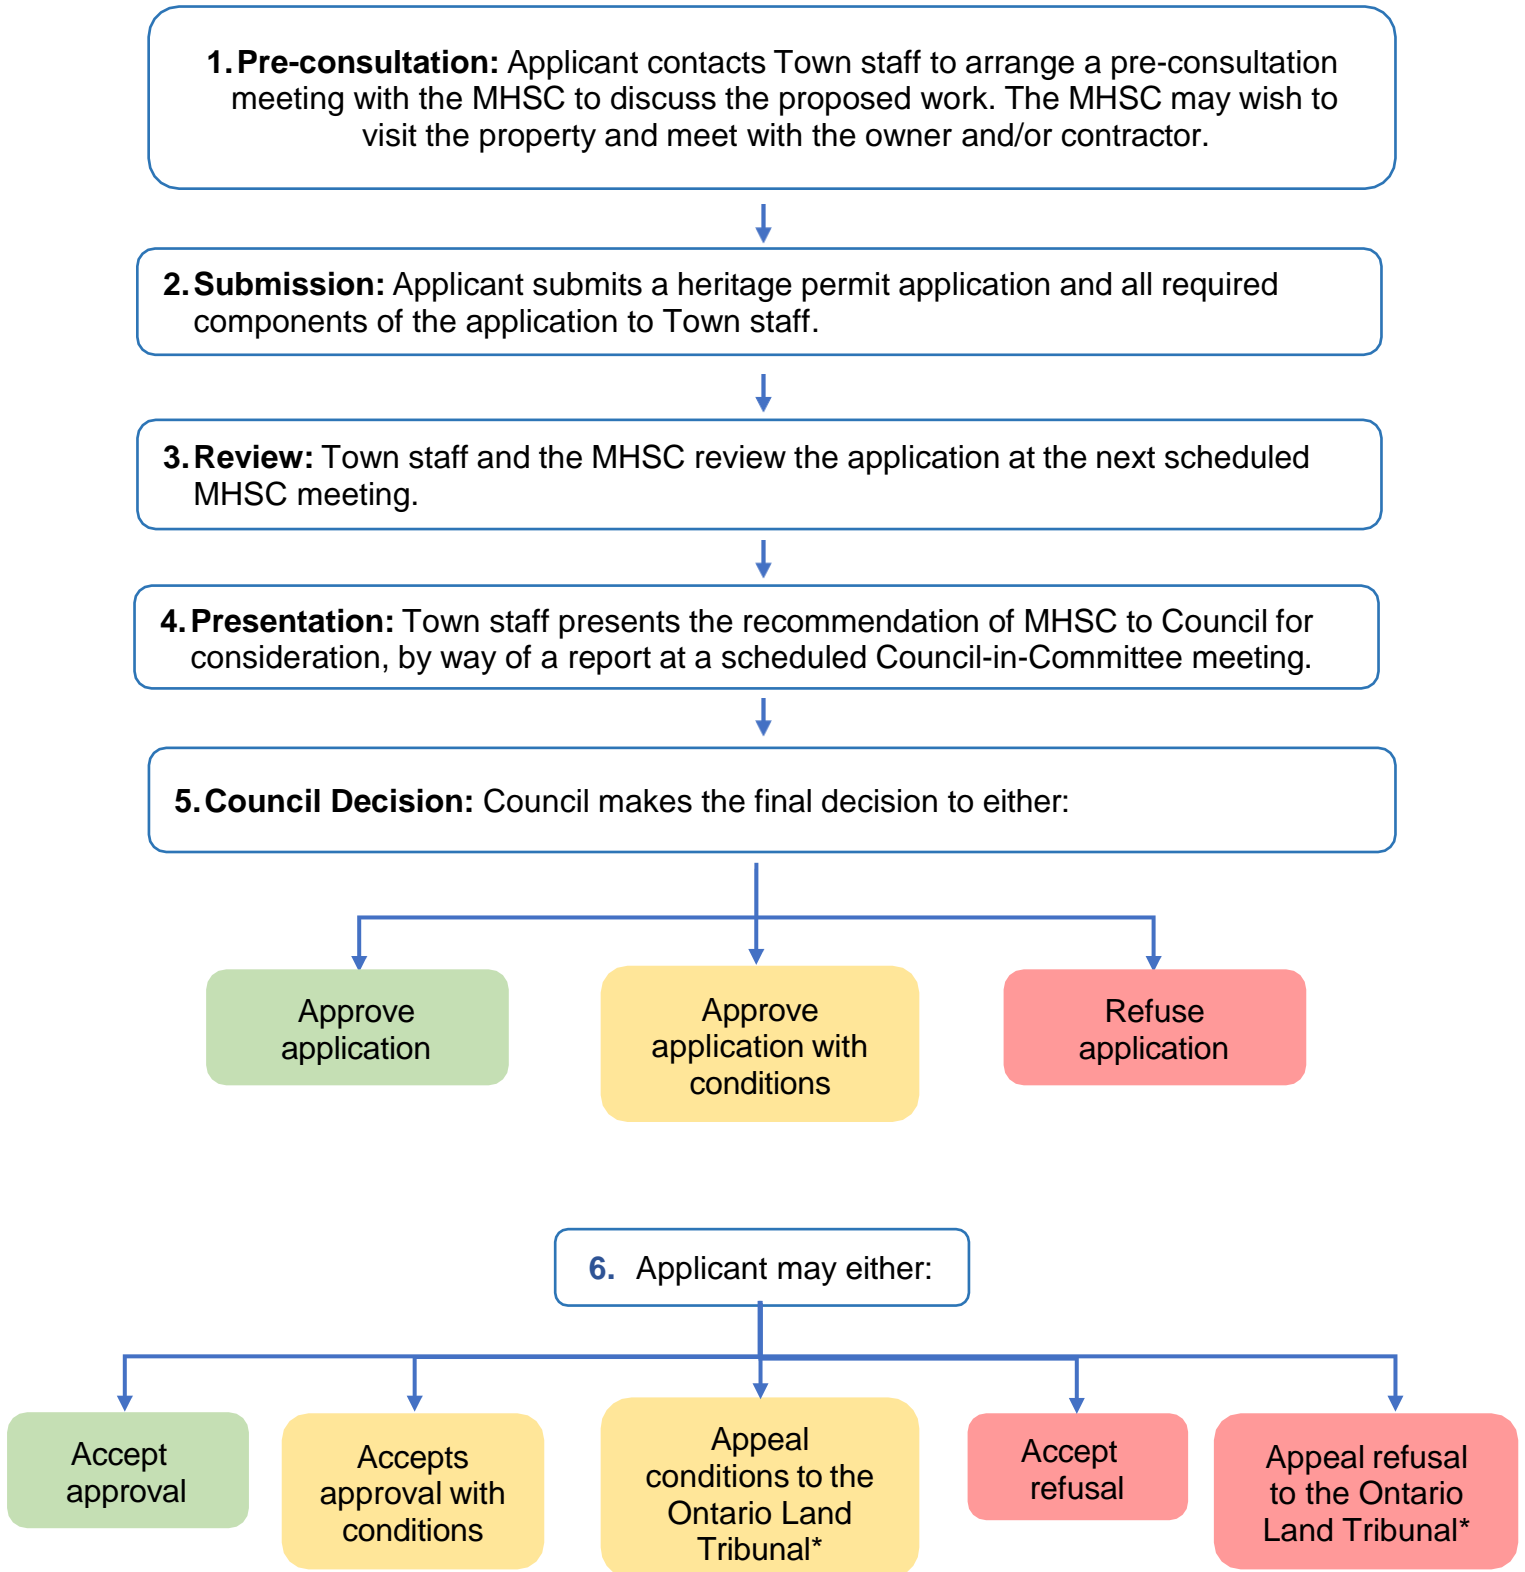 1. Pre-consultation: Applicant contacts Town staff to arrange a pre-consultation
meeting with the MHSC to discuss the proposed work. The MHSC may wish to
visit the property and meet with the owner and/or contractor.
2. Submission: Applicant submits a heritage permit application and all required
components of the application to Town staff.
3. Review: Town staff and the MHSC review the application at the next scheduled
MHSC meeting.
4. Presentation: Town staff presents the recommendation of MHSC to Council for
consideration, by way of a report at a scheduled Council-in-Committee meeting.
5. Council Decision: Council makes the final decision to either:
Approve
application
Approve
application with
conditions
Refuse
application
6. Applicant may either:
Accept
approval
Accepts
approval with
conditions
Appeal
conditions to the
Ontario Land
Tribunal*
Accept
refusal
Appeal refusal
to the Ontario
Land Tribunal*